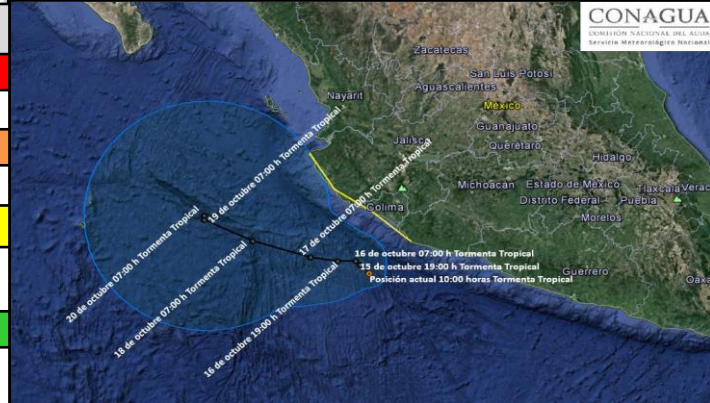 CONAGUA
COMISIÓN NACIONAL DEL AGUA
Servicio Meteorológico Nacional
Zacatecas
San Luis Potosí
Aguascalientes
Nayarit
México
Guanajuato
Jalisco
Querétaro
Hidalgo
Michoacán
Estado de México
Tlaxcala
Verac
Distrito Federal
Puebla
Colima
Morelos
Guerrero
Oaxa
19 de octubre 07:00 h Tormenta Tropical
17 de octubre 07:00 h Tormenta Tropical
16 de octubre 07:00 h Tormenta Tropical
15 de octubre 19:00 h Tormenta Tropical
Posición actual 10:00 horas Tormenta Tropical
20 de octubre 07:00 h Tormenta Tropical
18 de octubre 07:00 h Tormenta Tropical
16 de octubre 19:00 h Tormenta Tropical